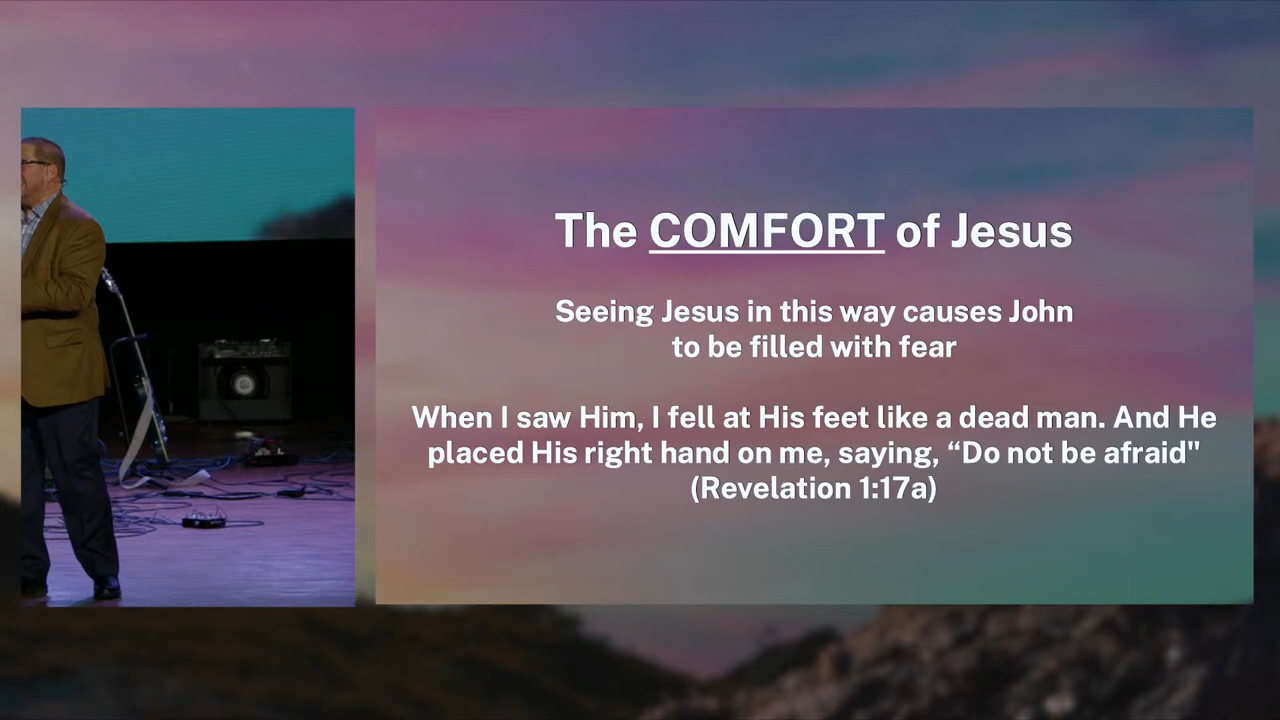 The COMFORT of Jesus
Seeing Jesus in this way causes John
to be filled with fear
When I saw Him, I fell at His feet like a dead man. And He
placed His right hand on me, saying, “Do not be afraid"
(Revelation 1:17a)